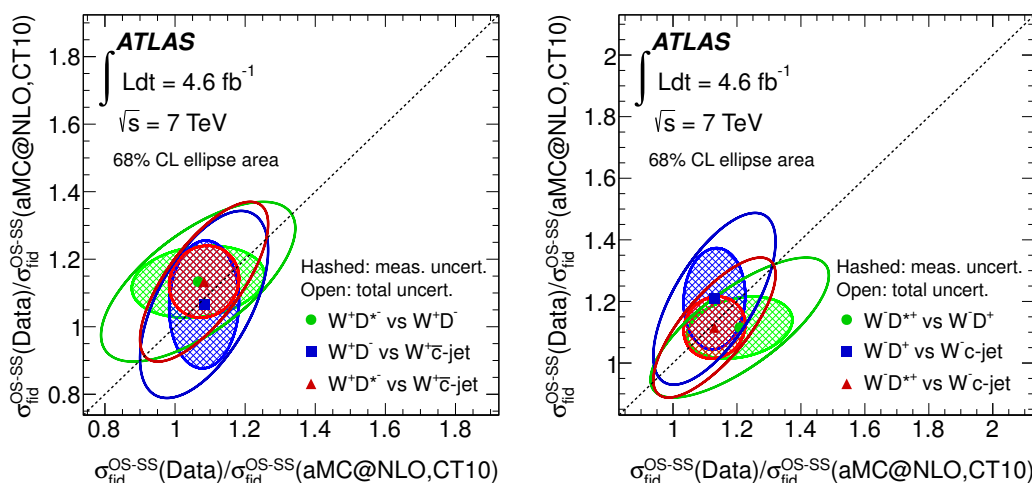 σ_fid^OS-SS(Data)/σ_fid^OS-SS(aMC@NLO,CT10)
1.8
1.6
1.4
1.2
1
0.8
∫
ATLAS
Ldt = 4.6 fb⁻¹
√s = 7 TeV
68% CL ellipse area
Hashed: meas. uncert.
Open: total uncert.
W⁺D*⁻ vs W⁺D⁻
W⁺D⁻ vs W⁺c̄-jet
W⁺D*⁻ vs W⁺c̄-jet
0.8 1 1.2 1.4 1.6 1.8
σ_fid^OS-SS(Data)/σ_fid^OS-SS(aMC@NLO,CT10)
σ_fid^OS-SS(Data)/σ_fid^OS-SS(aMC@NLO,CT10)
2
1.8
1.6
1.4
1.2
1
∫
ATLAS
Ldt = 4.6 fb⁻¹
√s = 7 TeV
68% CL ellipse area
Hashed: meas. uncert.
Open: total uncert.
W⁻D*⁺ vs W⁻D⁺
W⁻D⁺ vs W⁻c-jet
W⁻D*⁺ vs W⁻c-jet
1 1.2 1.4 1.6 1.8 2
σ_fid^OS-SS(Data)/σ_fid^OS-SS(aMC@NLO,CT10)